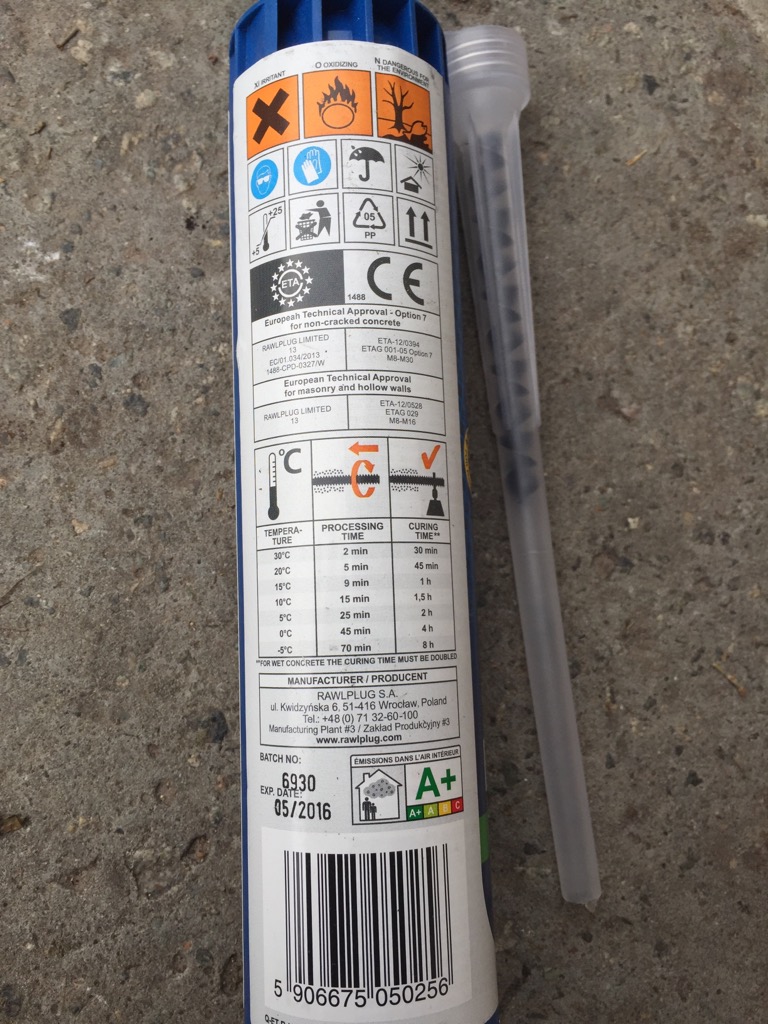 Xi IRRITANT
O OXIDIZING
N DANGEROUS FOR
THE ENVIRONMENT
+25
+5
05
PP
ETA
1488
CE
European Technical Approval - Option 7
for non-cracked concrete
RAWLPLUG LIMITED
13
EC/01.034/2013
1488-CPD-0327/W
ETA-12/0394
ETAG 001-05 Option 7
M8-M30
European Technical Approval
for masonry and hollow walls
RAWLPLUG LIMITED
13
ETA-12/0528
ETAG 029
M8-M16
°C
TEMPERA-
TURE
PROCESSING
TIME
CURING
TIME**
30°C 2 min 30 min
20°C 5 min 45 min
15°C 9 min 1 h
10°C 15 min 1,5 h
5°C 25 min 2 h
0°C 45 min 4 h
-5°C 70 min 8 h
**FOR WET CONCRETE THE CURING TIME MUST BE DOUBLED
MANUFACTURER / PRODUCENT
RAWLPLUG S.A.
ul. Kwidzyńska 6, 51-416 Wrocław, Poland
Tel.: +48 (0) 71 32-60-100
Manufacturing Plant #3 / Zakład Produkcyjny #3
www.rawlplug.com
BATCH NO:
6930
EXP. DATE:
05/2016
ÉMISSIONS DANS L'AIR INTÉRIEUR
A+
A+ A B C
5 906675 050256